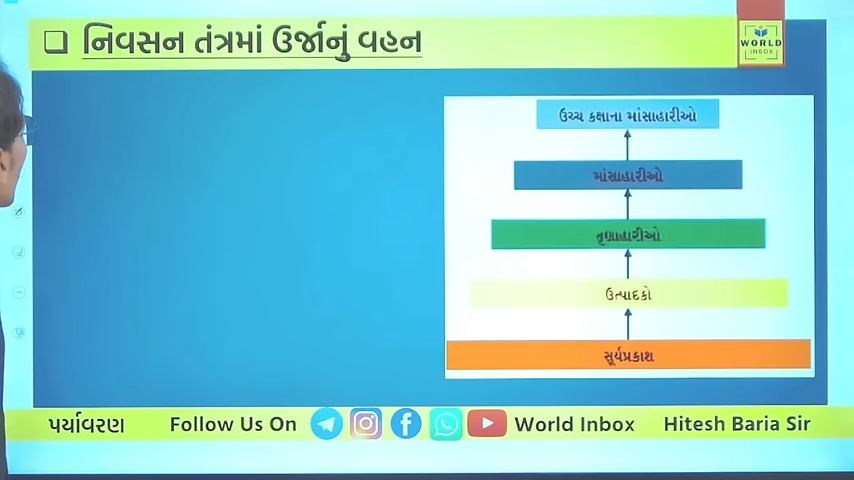 ❑ નિવસન તંત્રમાં ઉર્જાનું વહન
WORLD
INBOX
ઉચ્ચ કક્ષાના માંસાહારીઓ
માંસાહારીઓ
તૃણાહારીઓ
ઉત્પાદકો
સૂર્યપ્રકાશ
પર્યાવરણ Follow Us On World Inbox Hitesh Baria Sir